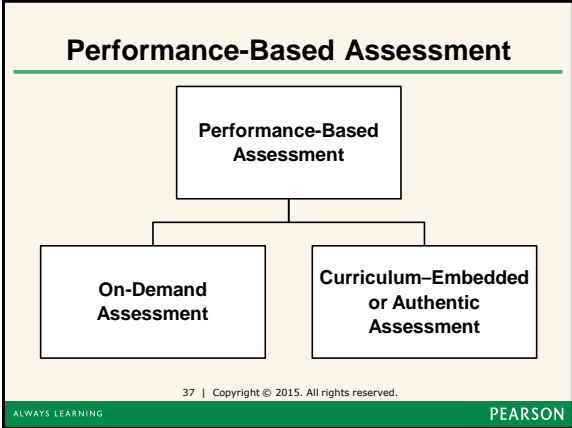 Performance-Based Assessment
Performance-Based
Assessment
On-Demand
Assessment
Curriculum–Embedded
or Authentic
Assessment
37 | Copyright © 2015. All rights reserved.
ALWAYS LEARNING
PEARSON